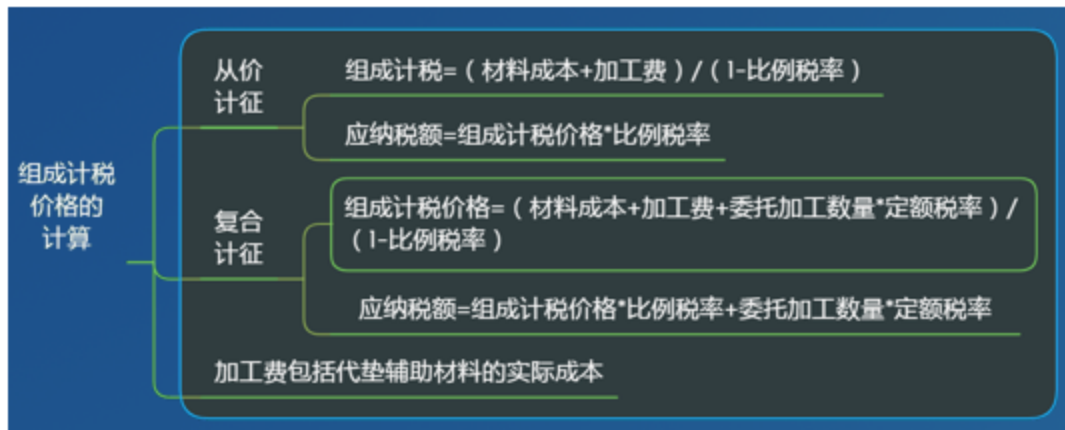 组成计税
价格的
计算
从价
计征
组成计税=（材料成本+加工费）/（1-比例税率）
应纳税额=组成计税价格*比例税率
复合
计征
组成计税价格=（材料成本+加工费+委托加工数量*定额税率）/
（1-比例税率）
应纳税额=组成计税价格*比例税率+委托加工数量*定额税率
加工费包括代垫辅助材料的实际成本